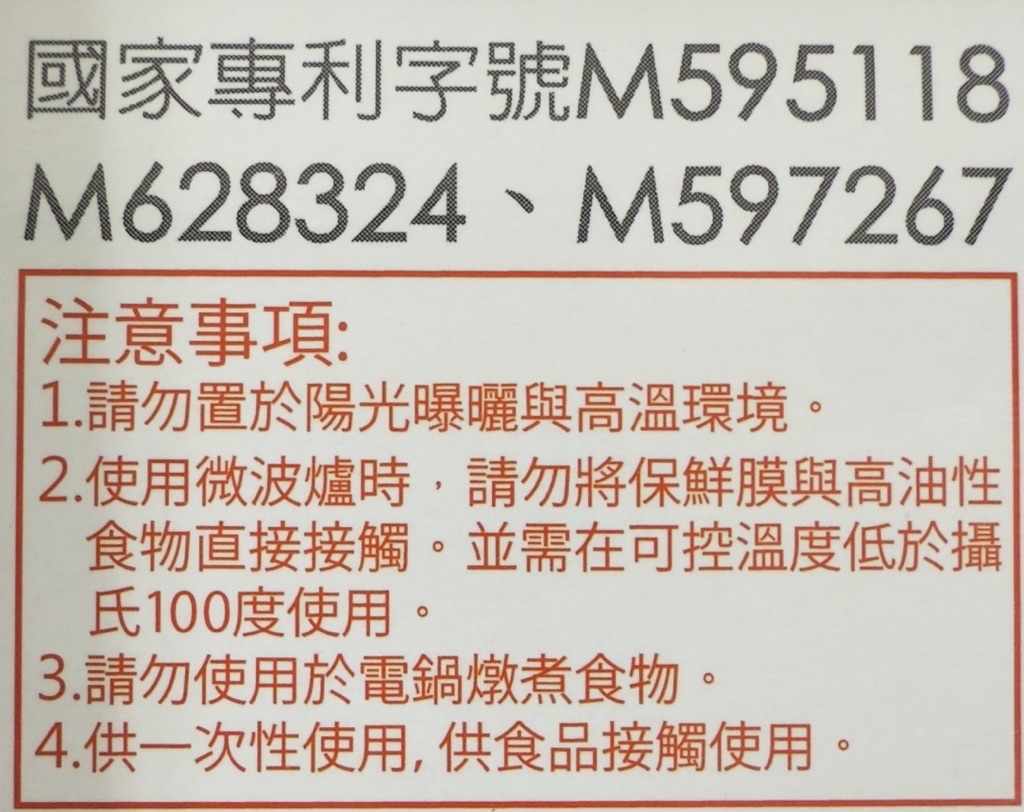 國家專利字號M595118
M628324、M597267
注意事項:
1.請勿置於陽光曝曬與高溫環境。
2.使用微波爐時，請勿將保鮮膜與高油性
食物直接接觸。並需在可控溫度低於攝
氏100度使用。
3.請勿使用於電鍋燉煮食物。
4.供一次性使用, 供食品接觸使用。